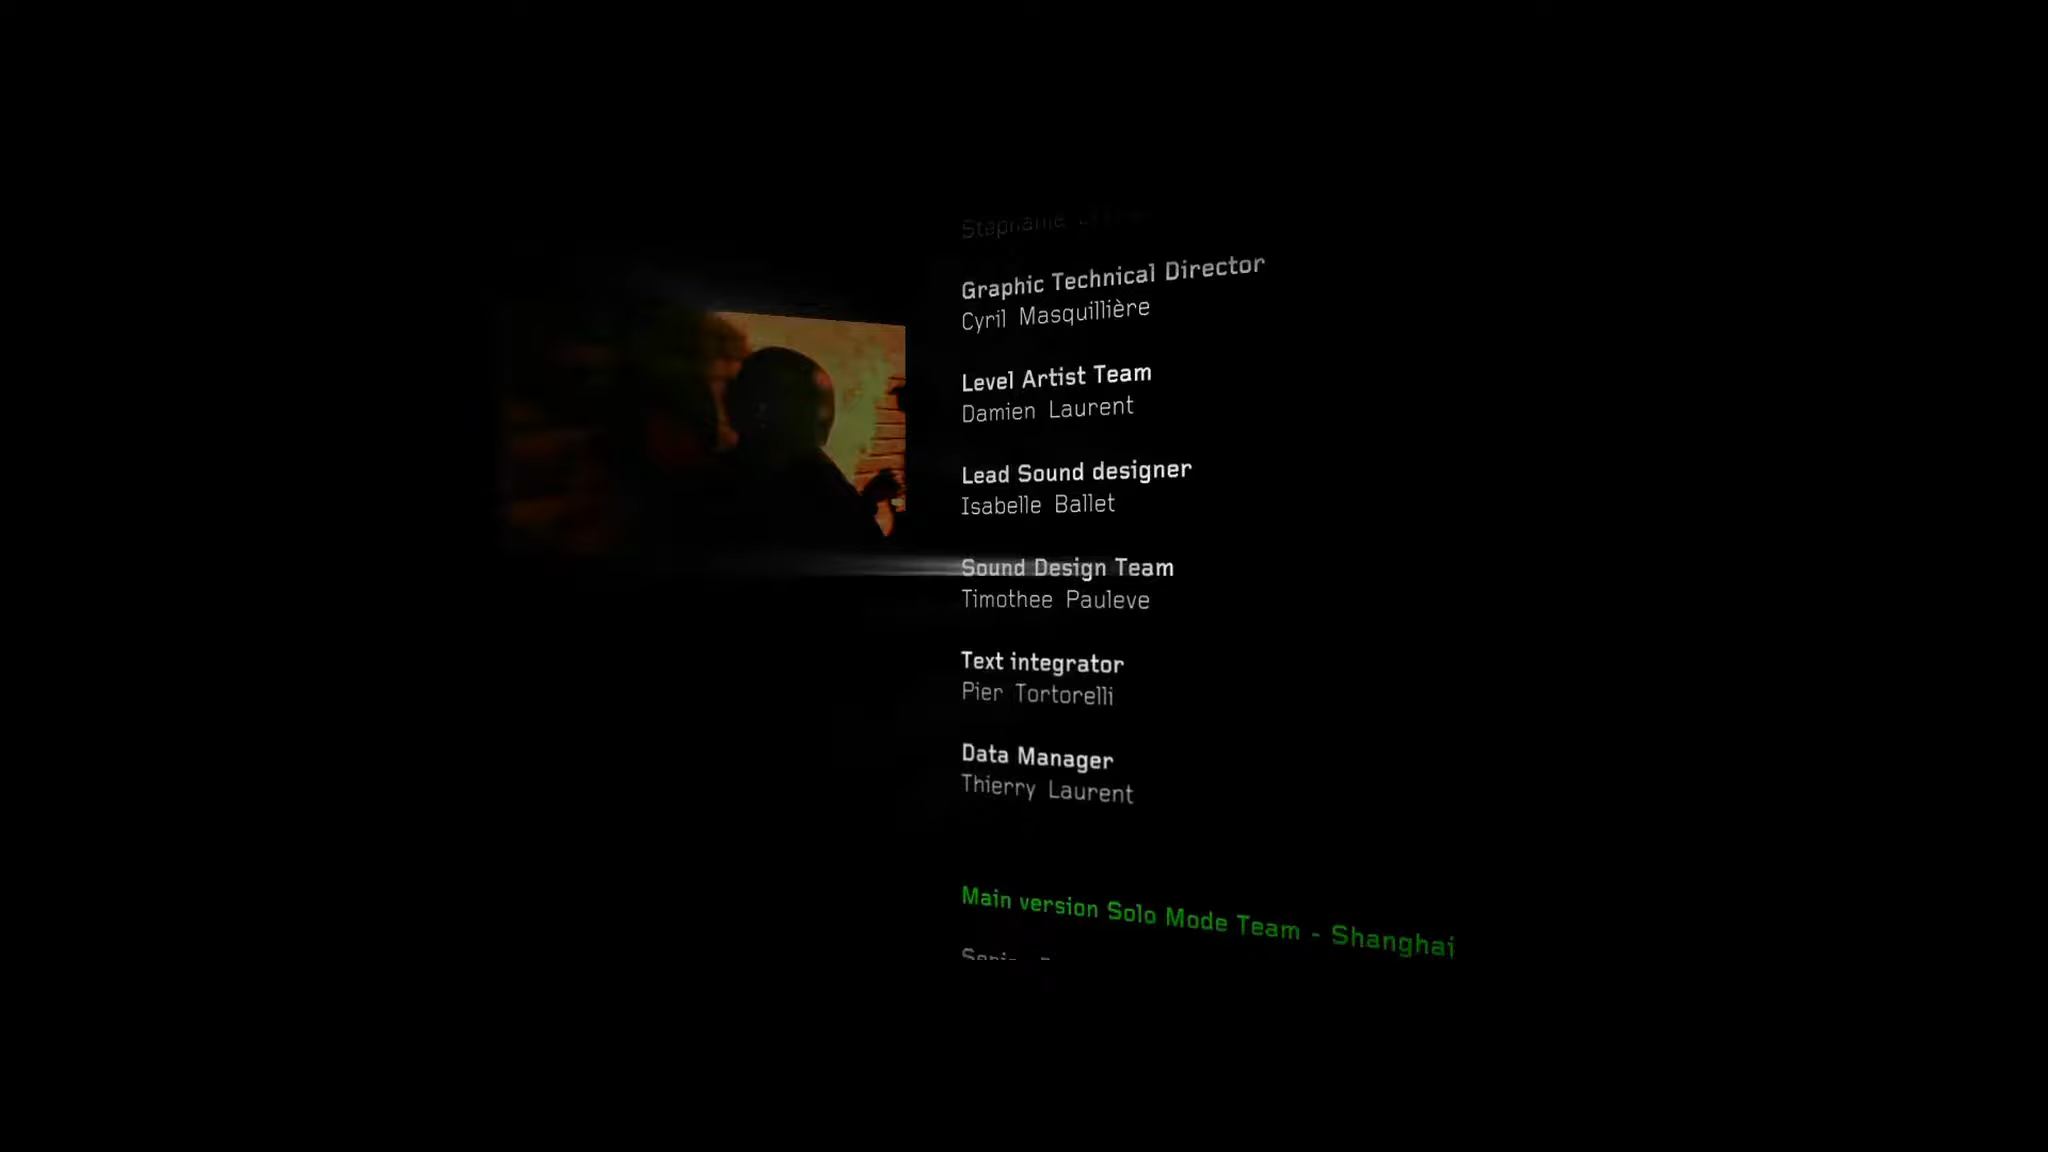 Stephanie
Graphic Technical Director
Cyril Masquillière
Level Artist Team
Damien Laurent
Lead Sound designer
Isabelle Ballet
Sound Design Team
Timothee Pauleve
Text integrator
Pier Tortorelli
Data Manager
Thierry Laurent
Main version Solo Mode Team - Shanghai